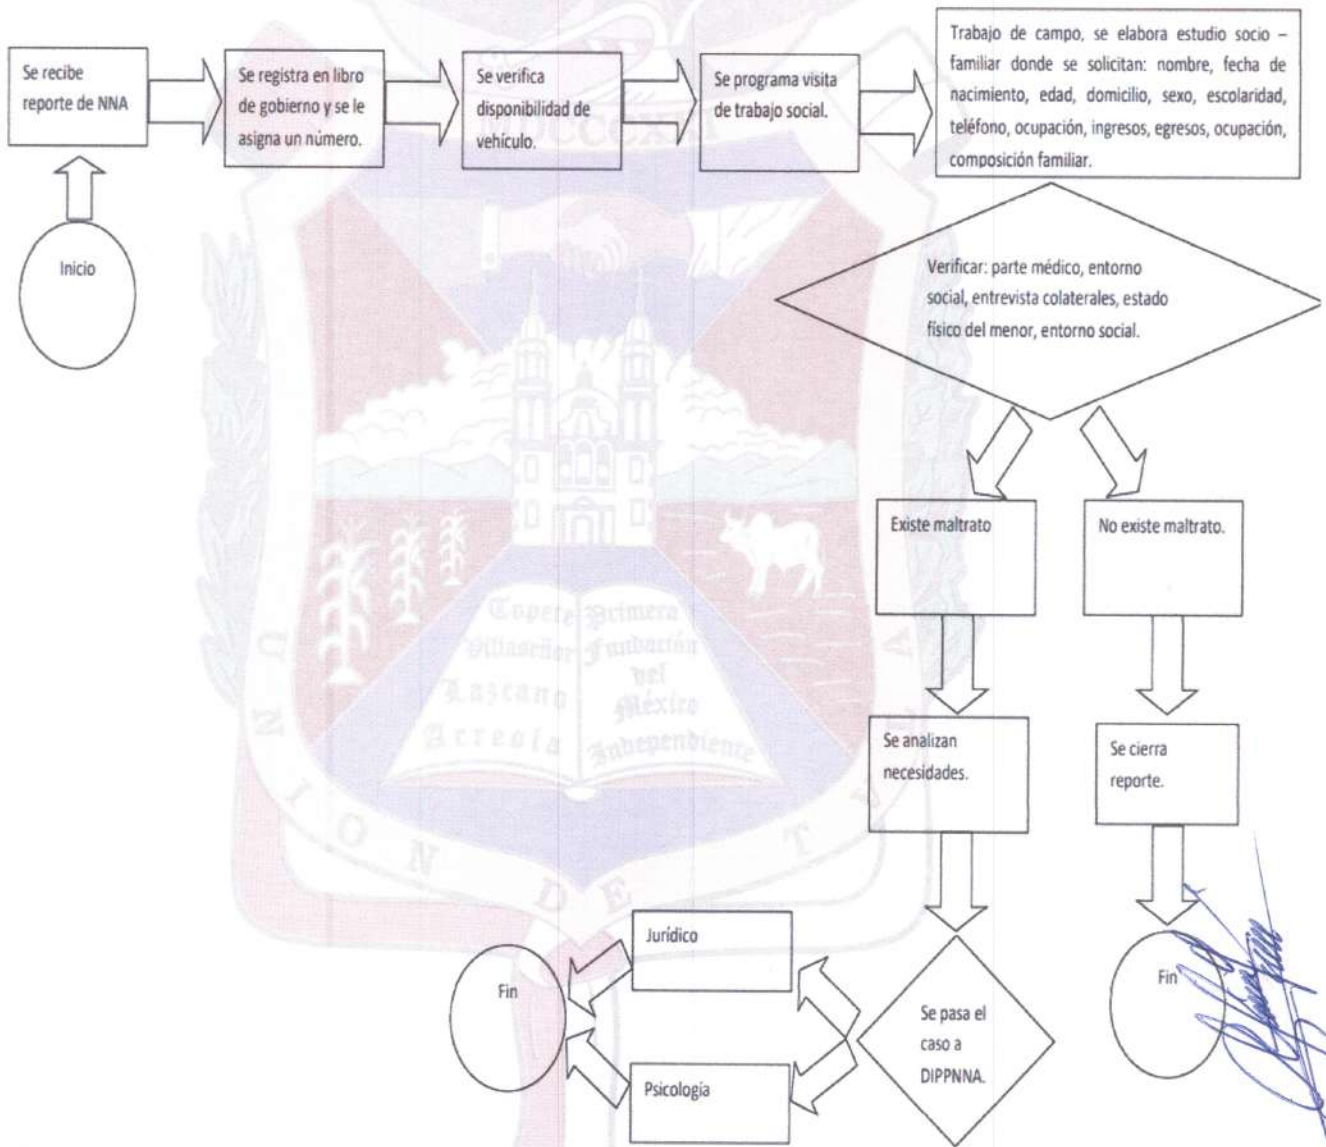 Se recibe
reporte de NNA
Se registra en libro
de gobierno y se le
asigna un número.
Se verifica
disponibilidad de
vehículo.
Se programa visita
de trabajo social.
Trabajo de campo, se elabora estudio socio –
familiar donde se solicitan: nombre, fecha de
nacimiento, edad, domicilio, sexo, escolaridad,
teléfono, ocupación, ingresos, egresos, ocupación,
composición familiar.
Inicio
Verificar: parte médico, entorno
social, entrevista colaterales, estado
físico del menor, entorno social.
Existe maltrato
No existe maltrato.
Se analizan
necesidades.
Se cierra
reporte.
Jurídico
Fin
Fin
Se pasa el
caso a
DIPPNNA.
Psicología
Villaseñor
Lazcano
Arreola
Primera
Fundación
del
México
Independiente
UNION DE TULA